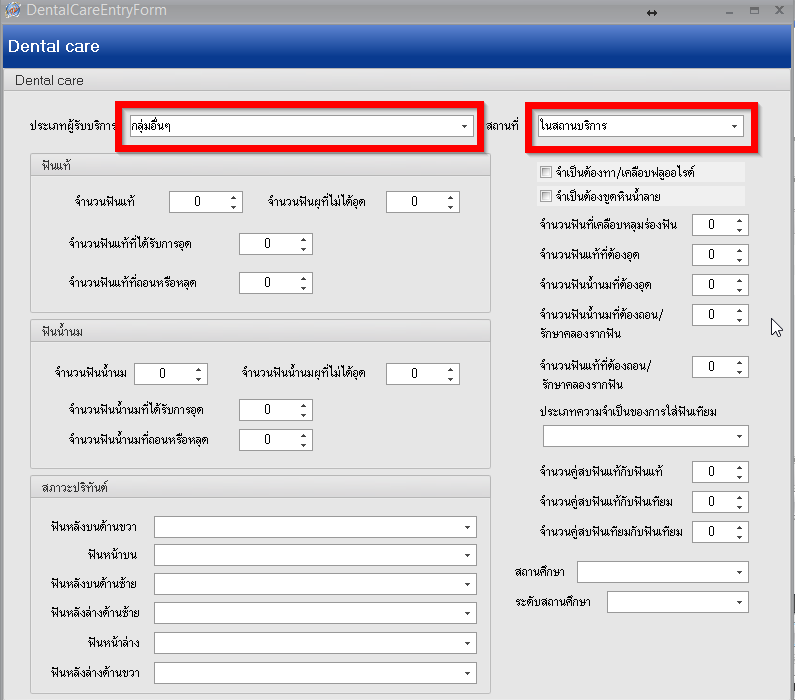 DentalCareEntryForm
Dental care
Dental care
ประเภทผู้รับบริการ กลุ่มอื่นๆ สถานที่ ในสถานบริการ
ฟันแท้
จำนวนฟันแท้ 0 จำนวนฟันผุที่ไม่ได้อุด 0
จำนวนฟันแท้ที่ได้รับการอุด 0
จำนวนฟันแท้ที่ถอนหรือหลุด 0
ฟันน้ำนม
จำนวนฟันน้ำนม 0 จำนวนฟันน้ำนมผุที่ไม่ได้อุด 0
จำนวนฟันน้ำนมที่ได้รับการอุด 0
จำนวนฟันน้ำนมที่ถอนหรือหลุด 0
สภาวะปริทันต์
ฟันหลังบนด้านขวา
ฟันหน้าบน
ฟันหลังบนด้านซ้าย
ฟันหลังล่างด้านซ้าย
ฟันหน้าล่าง
ฟันหลังล่างด้านขวา
จำเป็นต้องทา/เคลือบฟลูออไรด์
จำเป็นต้องขูดหินน้ำลาย
จำนวนฟันที่เคลือบหลุมร่องฟัน 0
จำนวนฟันแท้ที่ต้องอุด 0
จำนวนฟันน้ำนมที่ต้องอุด 0
จำนวนฟันน้ำนมที่ต้องถอน/ 0
รักษาคลองรากฟัน
จำนวนฟันแท้ที่ต้องถอน/ 0
รักษาคลองรากฟัน
ประเภทความจำเป็นของการใส่ฟันเทียม
จำนวนคู่สบฟันแท้กับฟันแท้ 0
จำนวนคู่สบฟันแท้กับฟันเทียม 0
จำนวนคู่สบฟันเทียมกับฟันเทียม 0
สถานศึกษา
ระดับสถานศึกษา